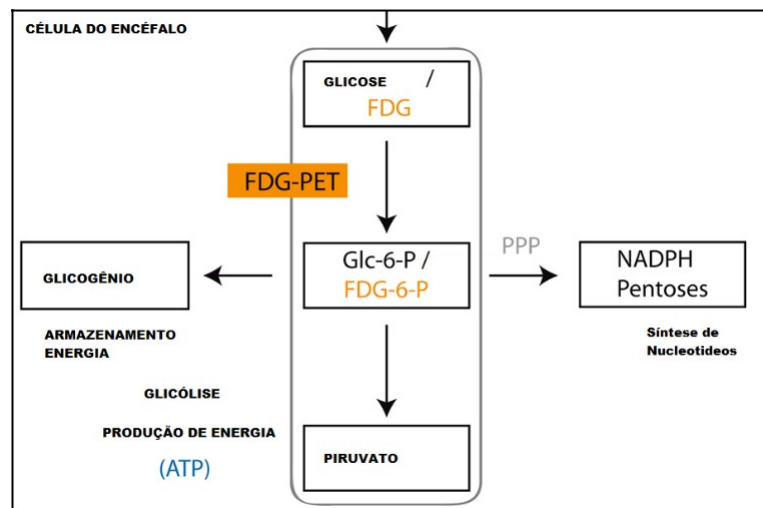 CÉLULA DO ENCÉFALO
GLICOSE /
FDG
FDG-PET
Glc-6-P /
FDG-6-P
PPP
NADPH
Pentoses
GLICOGÊNIO
ARMAZENAMENTO
ENERGIA
Síntese de
Nucleotideos
GLICÓLISE
PRODUÇÃO DE ENERGIA
(ATP)
PIRUVATO